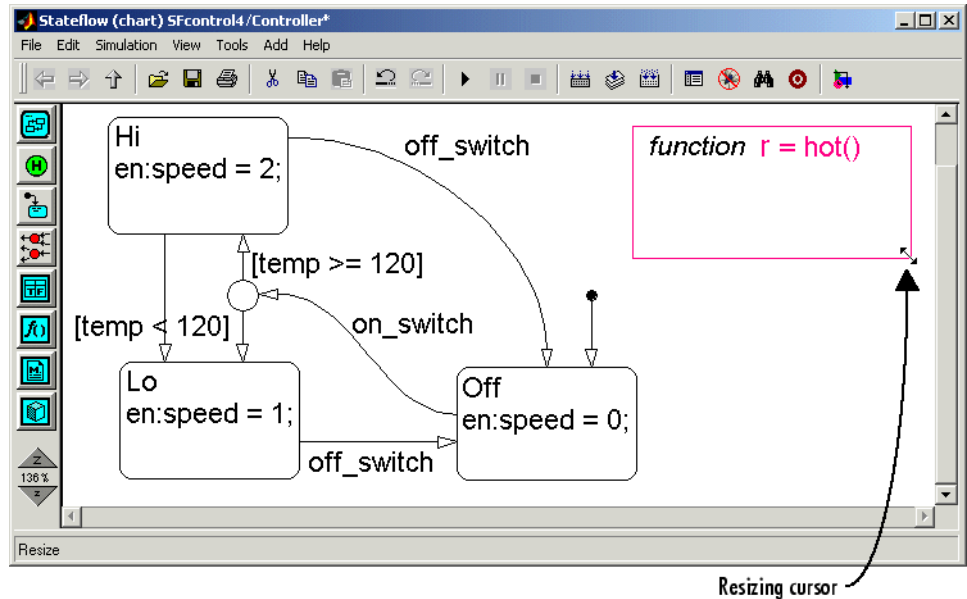 Stateflow (chart) SFcontrol4/Controller*
File Edit Simulation View Tools Add Help
Hi
en:speed = 2;
off_switch
function r = hot()
[temp >= 120]
[temp < 120]
on_switch
Lo
en:speed = 1;
Off
en:speed = 0;
off_switch
H
T F
f()
M
Z
136%
z
Resize
Resizing cursor